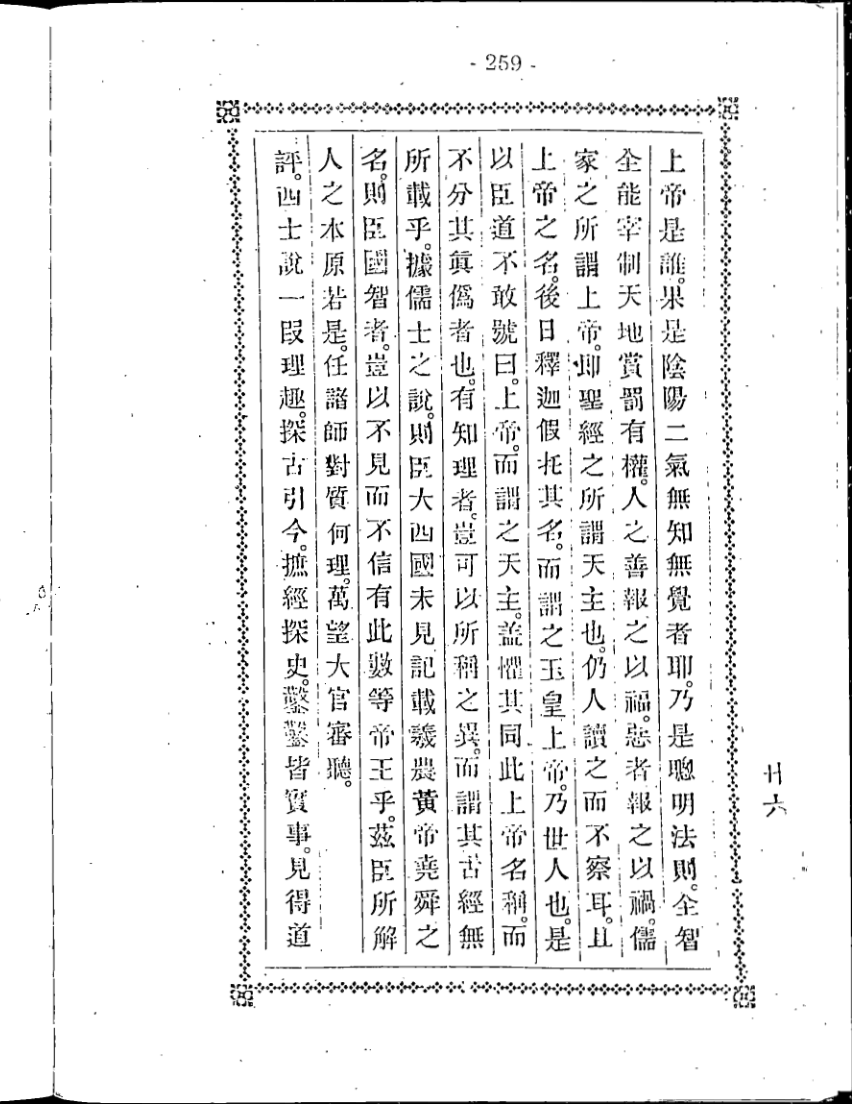 - 259 -
上帝是誰。果是陰陽二氣無知無覺者耶。乃是聰明法則。全智
全能宰制天地賞罰有權。人之善報之以福。惡者報之以禍。儒
家之所謂上帝。卽聖經之所謂天主也。仍人讀之而不察耳。且
上帝之名。後日釋迦假托其名。而謂之玉皇上帝。乃世人也。是
以臣道不敢號曰。上帝。而謂之天主。盖懼其同此上帝名稱。而
不分其眞僞者也。有知理者。豈可以所稱之異。而謂其古經無
所載乎。據儒士之說。則臣大西國未見記載羲農黃帝堯舜之
名。則臣國智者。豈以不見而不信有此數等帝王乎。茲臣所解
人之本原若是。任諸師對質何理。萬望大官審聽。
評。西士說一段理趣。探古引今。摭經探史。鑿鑿皆實事。見得道
廿六